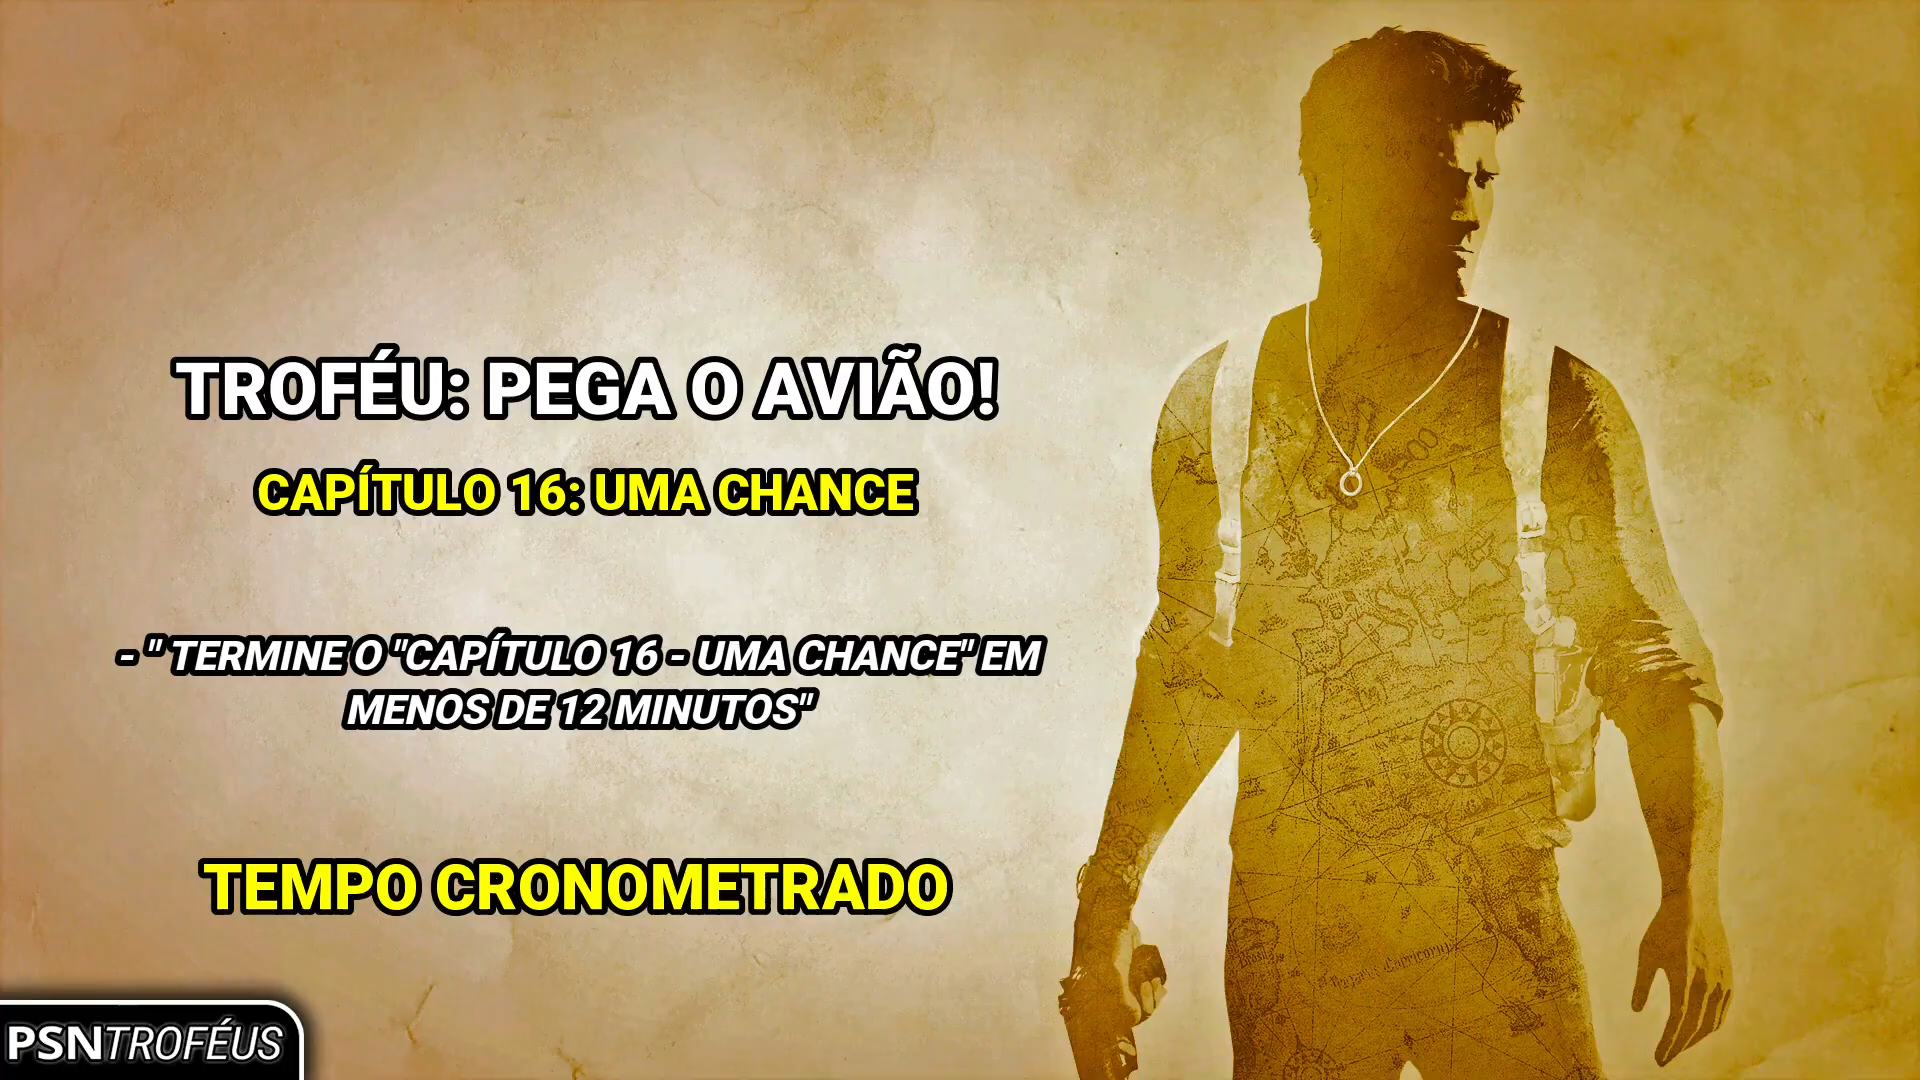 TROFÉU: PEGA O AVIÃO!
CAPÍTULO 16: UMA CHANCE
- " TERMINE O "CAPÍTULO 16 - UMA CHANCE" EM
MENOS DE 12 MINUTOS"
TEMPO CRONOMETRADO
PSNTROFÉUS